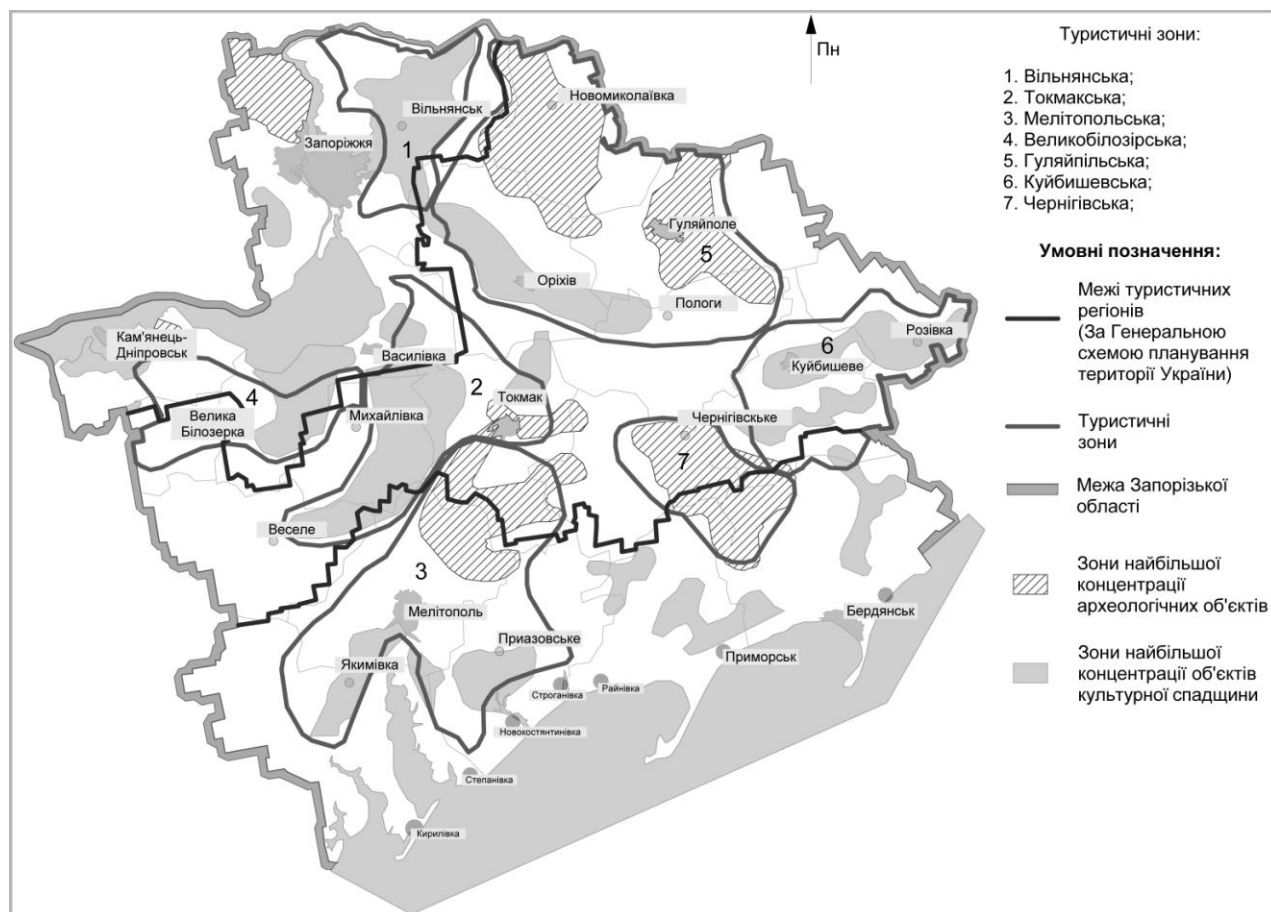 Пн
Туристичні зони:
1. Вільнянська;
2. Токмакська;
3. Мелітопольська;
4. Великобілозірська;
5. Гуляйпільська;
6. Куйбишевська;
7. Чернігівська;
Умовні позначення:
Межі туристичних
регіонів
(За Генеральною
схемою планування
території України)
Туристичні
зони
Межа Запорізької
області
Зони найбільшої
концентрації
археологічних об'єктів
Зони найбільшої
концентрації об'єктів
культурної спадщини
Новомиколаївка
Вільнянськ
Запоріжжя
1
Гуляйполе
5
Оріхів
Пологи
Розівка
6
Куйбишеве
Кам'янець-
Дніпровськ
Василівка
2
4
Токмак
Велика
Білозерка
Михайлівка
Чернігівське
7
Веселе
3
Мелітополь
Бердянськ
Приазовське
Приморськ
Якимівка
Строганівка
Райнівка
Новокостянтинівка
Степанівка
Кирилівка